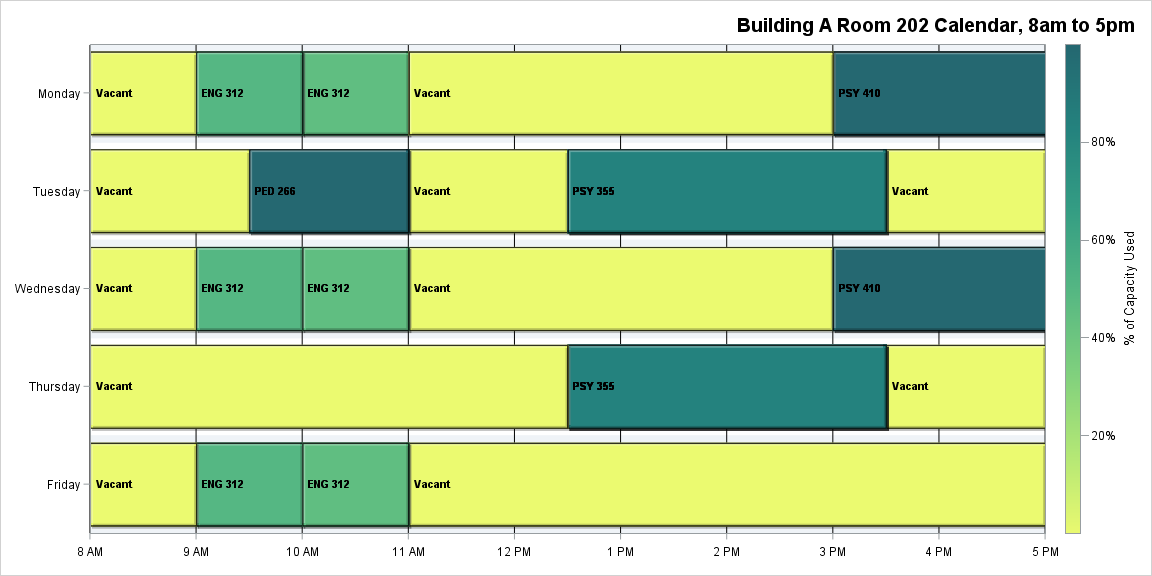 Building A Room 202 Calendar, 8am to 5pm
Monday
Vacant
ENG 312
ENG 312
Vacant
PSY 410
Tuesday
Vacant
PED 266
Vacant
PSY 355
Vacant
Wednesday
Vacant
ENG 312
ENG 312
Vacant
PSY 410
Thursday
Vacant
PSY 355
Vacant
Friday
Vacant
ENG 312
ENG 312
Vacant
8 AM
9 AM
10 AM
11 AM
12 PM
1 PM
2 PM
3 PM
4 PM
5 PM
80%
60%
40%
20%
% of Capacity Used